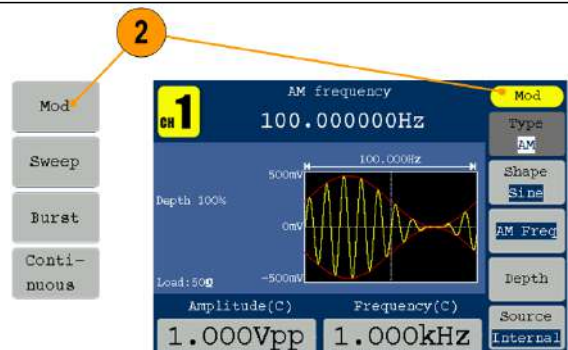 2
Mod
Sweep
Burst
Conti-
nuous
CH 1
AM frequency
100.000000Hz
Depth 100%
Load:50Ω
100.000Hz
500mV
0mV
-500mV
Amplitude(C)
1.000Vpp
Frequency(C)
1.000kHz
Mod
Type
AM
Shape
Sine
AM Freq
Depth
Source
Internal